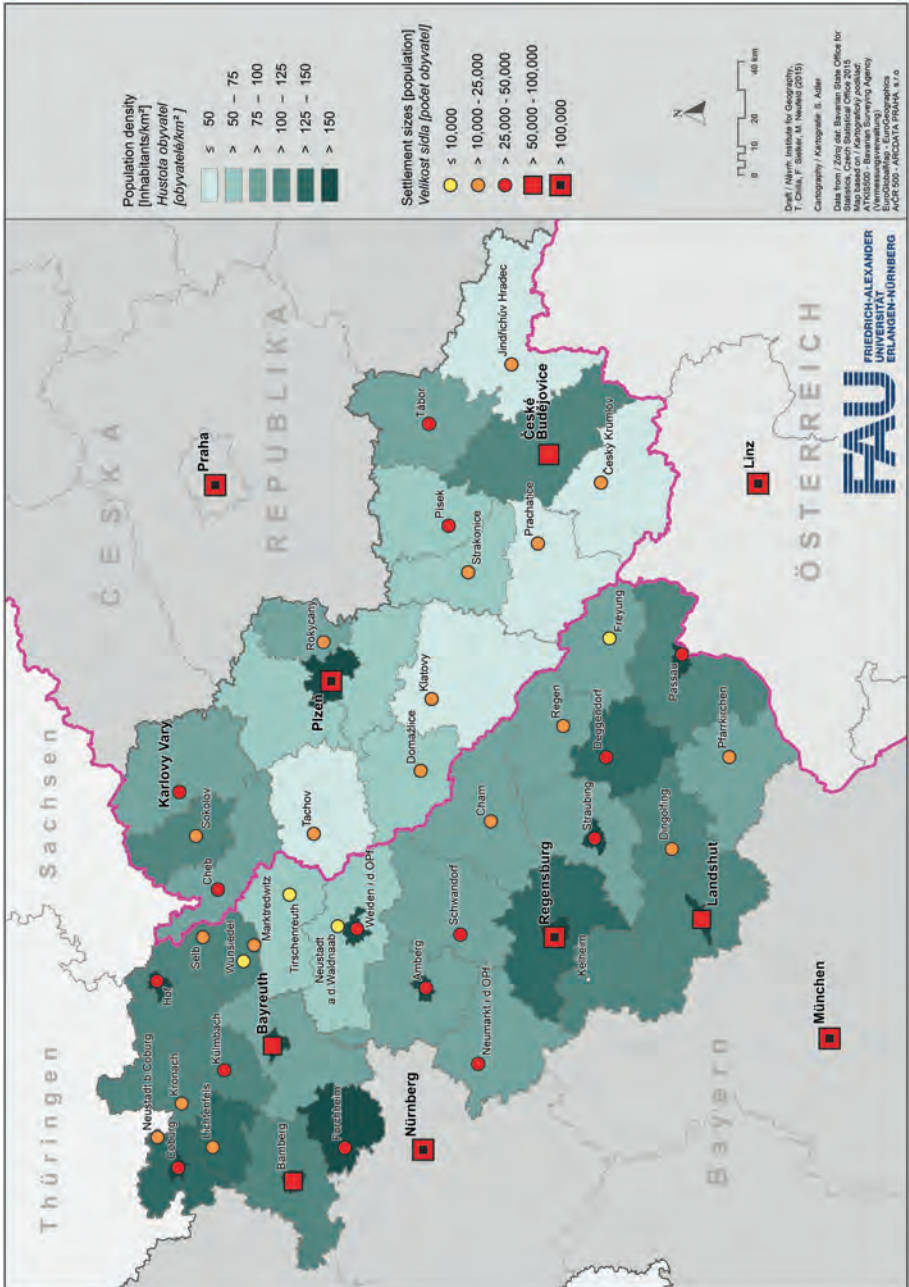 Population density
[Inhabitants/km²]
Hustota obyvatel
[obyvatelé/km² ]
≤ 50
> 50 – 75
> 75 – 100
> 100 – 125
> 125 – 150
> 150
Settlement sizes [population]
Velikost sídla [počet obyvatel]
≤ 10,000
> 10,000 - 25,000
> 25,000 - 50,000
> 50,000 - 100,000
> 100,000
N
0 10 20 40 km
Draft / Návrh: Institute for Geography,
T. Chilla, F. Sielker, M. Neufeld (2015)
Cartography / Kartografie: S. Adler
Data from / Zdroj dat: Bavarian State Office for
Statistics, Czech Statistical Office 2015
Map based on / Kartografický podklad:
ATKIS500 - Bavarian Surveying Agency
(Vermessungsverwaltung)
EuroGlobalMap - EuroGeographics
ArCR 500 - ARCDATA PRAHA, s.r.o.
FAU
FRIEDRICH-ALEXANDER
UNIVERSITÄT
ERLANGEN-NÜRNBERG
Thüringen
Sachsen
ČESKÁ
REPUBLIKA
ÖSTERREICH
Bayern
Praha
Karlovy Vary
Sokolov
Cheb
Tachov
Plzeň
Rokycany
Domažlice
Klatovy
Strakonice
Písek
Tábor
Prachatice
České
Budějovice
Český Krumlov
Jindřichův Hradec
Linz
Neustadt b Coburg
Coburg
Kronach
Lichtenfels
Kulmbach
Hof
Selb
Wunsiedel
Marktredwitz
Tirschenreuth
Bayreuth
Bamberg
Forchheim
Neustadt
a.d.Waldnaab
Weiden i d OPf
Nürnberg
Amberg
Schwandorf
Neumarkt i d OPf
Cham
Regensburg
Kelheim
Straubing
Regen
Deggendorf
Freyung
Passau
Pfarrkirchen
Dingolfing
Landshut
München